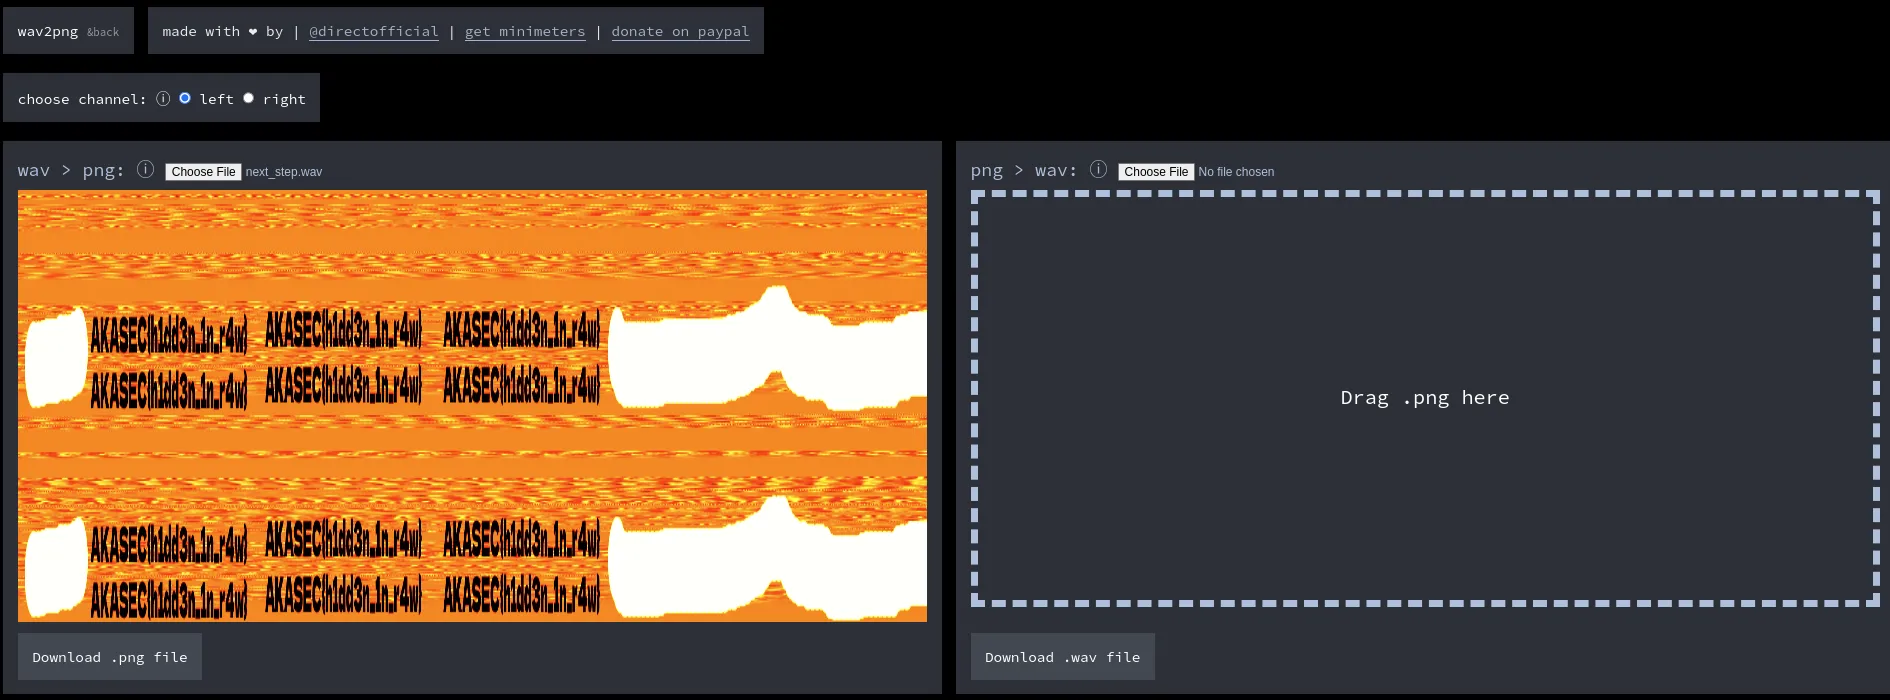 wav2png &back
made with ❤ by | @directofficial | get minimeters | donate on paypal
choose channel: ⓘ left right
wav > png: ⓘ Choose File next_step.wav
AKASEC{h1dd3n_1n_r4w} AKASEC{h1dd3n_1n_r4w} AKASEC{h1dd3n_1n_r4w}
AKASEC{h1dd3n_1n_r4w} AKASEC{h1dd3n_1n_r4w} AKASEC{h1dd3n_1n_r4w}
AKASEC{h1dd3n_1n_r4w} AKASEC{h1dd3n_1n_r4w} AKASEC{h1dd3n_1n_r4w}
AKASEC{h1dd3n_1n_r4w} AKASEC{h1dd3n_1n_r4w} AKASEC{h1dd3n_1n_r4w}
Download .png file
png > wav: ⓘ Choose File No file chosen
Drag .png here
Download .wav file